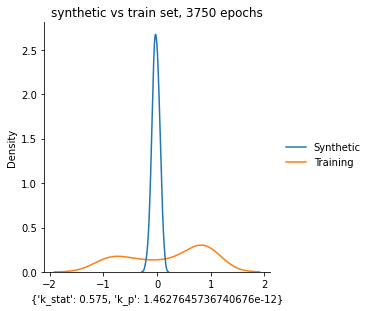 synthetic vs train set, 3750 epochs
2.5
2.0
1.5
1.0
0.5
0.0
Density
−2
−1
0
1
2
{'k_stat': 0.575, 'k_p': 1.4627645736740676e-12}
Synthetic
Training